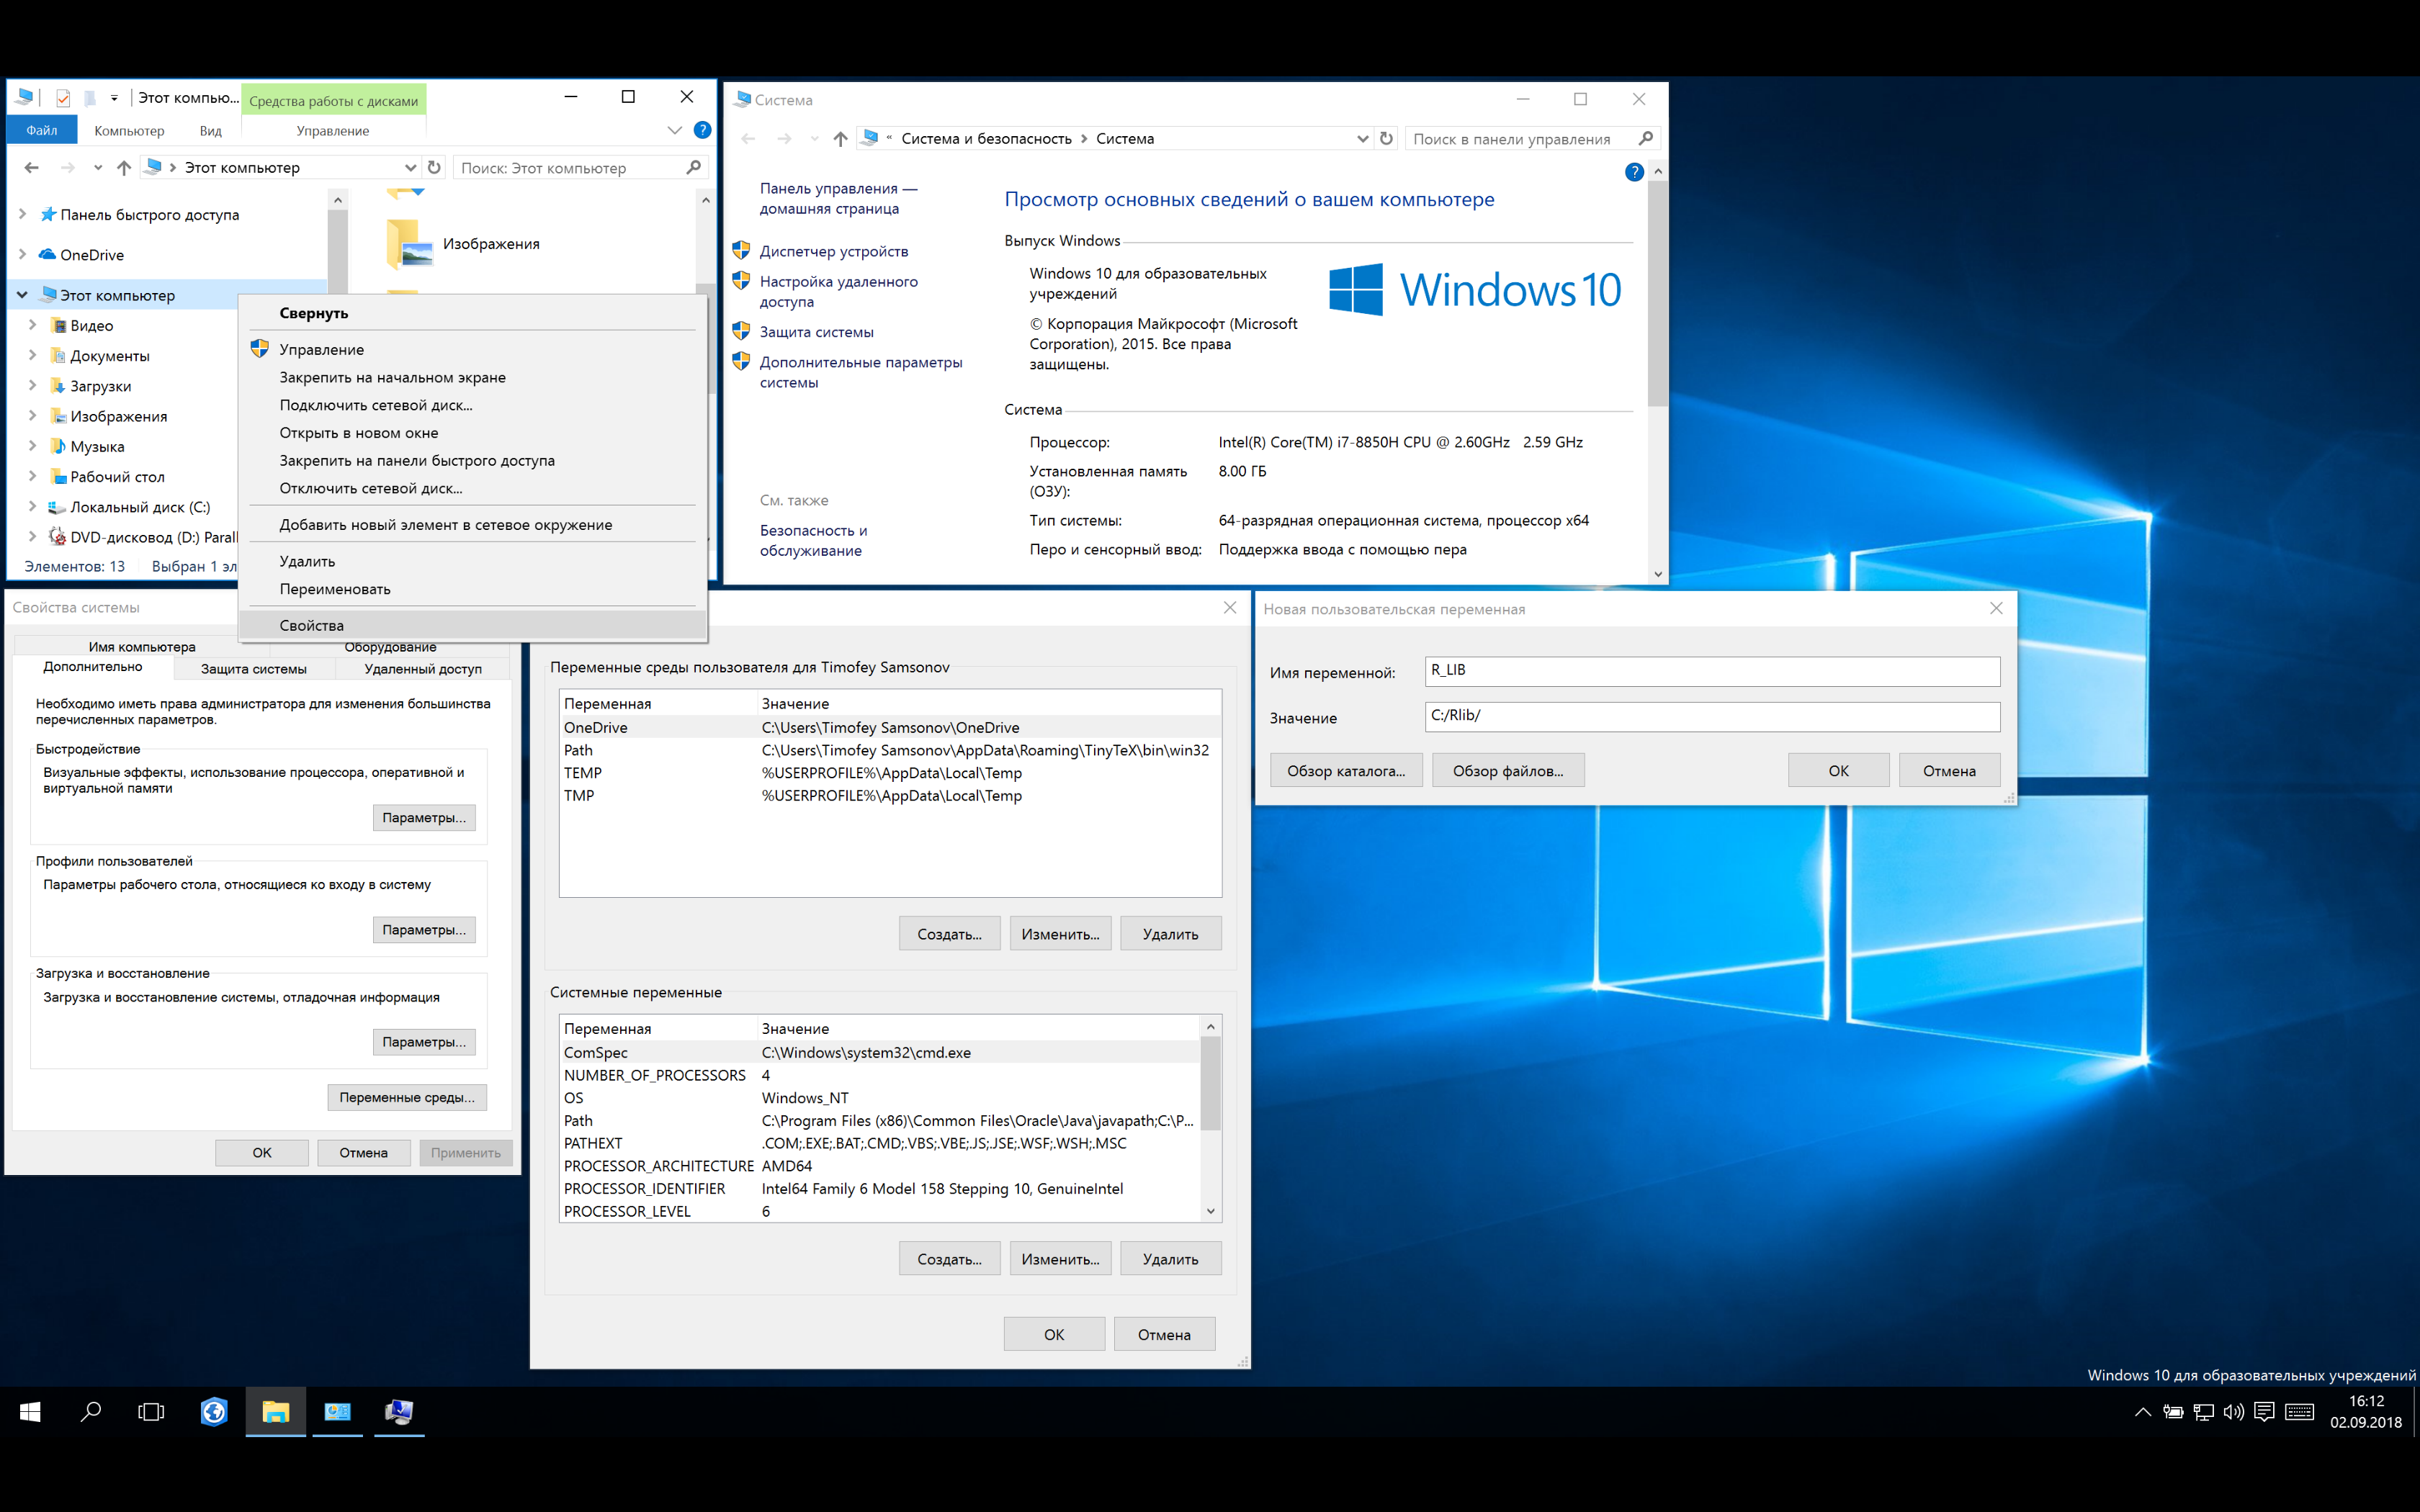 Этот компью...
Средства работы с дисками
Файл
Компьютер
Вид
Управление
Этот компьютер
Поиск: Этот компьютер
Панель быстрого доступа
OneDrive
Этот компьютер
Видео
Документы
Загрузки
Изображения
Музыка
Рабочий стол
Локальный диск (C:)
DVD-дисковод (D:) Parall
Элементов: 13
Выбран 1 эл
Изображения
Свернуть
Управление
Закрепить на начальном экране
Подключить сетевой диск...
Открыть в новом окне
Закрепить на панели быстрого доступа
Отключить сетевой диск...
Добавить новый элемент в сетевое окружение
Удалить
Переименовать
Свойства
Система
« Система и безопасность > Система
Поиск в панели управления
Панель управления —
домашняя страница
Диспетчер устройств
Настройка удаленного
доступа
Защита системы
Дополнительные параметры
системы
См. также
Безопасность и
обслуживание
Просмотр основных сведений о вашем компьютере
Выпуск Windows
Windows 10 для образовательных
учреждений
© Корпорация Майкрософт (Microsoft
Corporation), 2015. Все права
защищены.
Windows 10
Система
Процессор: Intel(R) Core(TM) i7-8850H CPU @ 2.60GHz 2.59 GHz
Установленная память
(ОЗУ):
8.00 ГБ
Тип системы: 64-разрядная операционная система, процессор x64
Перо и сенсорный ввод: Поддержка ввода с помощью пера
Свойства системы
Имя компьютера
Оборудование
Дополнительно
Защита системы
Удаленный доступ
Необходимо иметь права администратора для изменения большинства
перечисленных параметров.
Быстродействие
Визуальные эффекты, использование процессора, оперативной и
виртуальной памяти
Параметры...
Профили пользователей
Параметры рабочего стола, относящиеся ко входу в систему
Параметры...
Загрузка и восстановление
Загрузка и восстановление системы, отладочная информация
Параметры...
Переменные среды...
ОК
Отмена
Применить
Переменные среды пользователя для Timofey Samsonov
Переменная Значение
OneDrive C:\Users\Timofey Samsonov\OneDrive
Path C:\Users\Timofey Samsonov\AppData\Roaming\TinyTeX\bin\win32
TEMP %USERPROFILE%\AppData\Local\Temp
TMP %USERPROFILE%\AppData\Local\Temp
Создать...
Изменить...
Удалить
Системные переменные
Переменная Значение
ComSpec C:\Windows\system32\cmd.exe
NUMBER_OF_PROCESSORS 4
OS Windows_NT
Path C:\Program Files (x86)\Common Files\Oracle\Java\javapath;C:\P...
PATHEXT .COM;.EXE;.BAT;.CMD;.VBS;.VBE;.JS;.JSE;.WSF;.WSH;.MSC
PROCESSOR_ARCHITECTURE AMD64
PROCESSOR_IDENTIFIER Intel64 Family 6 Model 158 Stepping 10, GenuineIntel
PROCESSOR_LEVEL 6
Создать...
Изменить...
Удалить
ОК
Отмена
Новая пользовательская переменная
Имя переменной: R_LIB
Значение C:/Rlib/
Обзор каталога...
Обзор файлов...
ОК
Отмена
Windows 10 для образовательных учреждений
16:12
02.09.2018